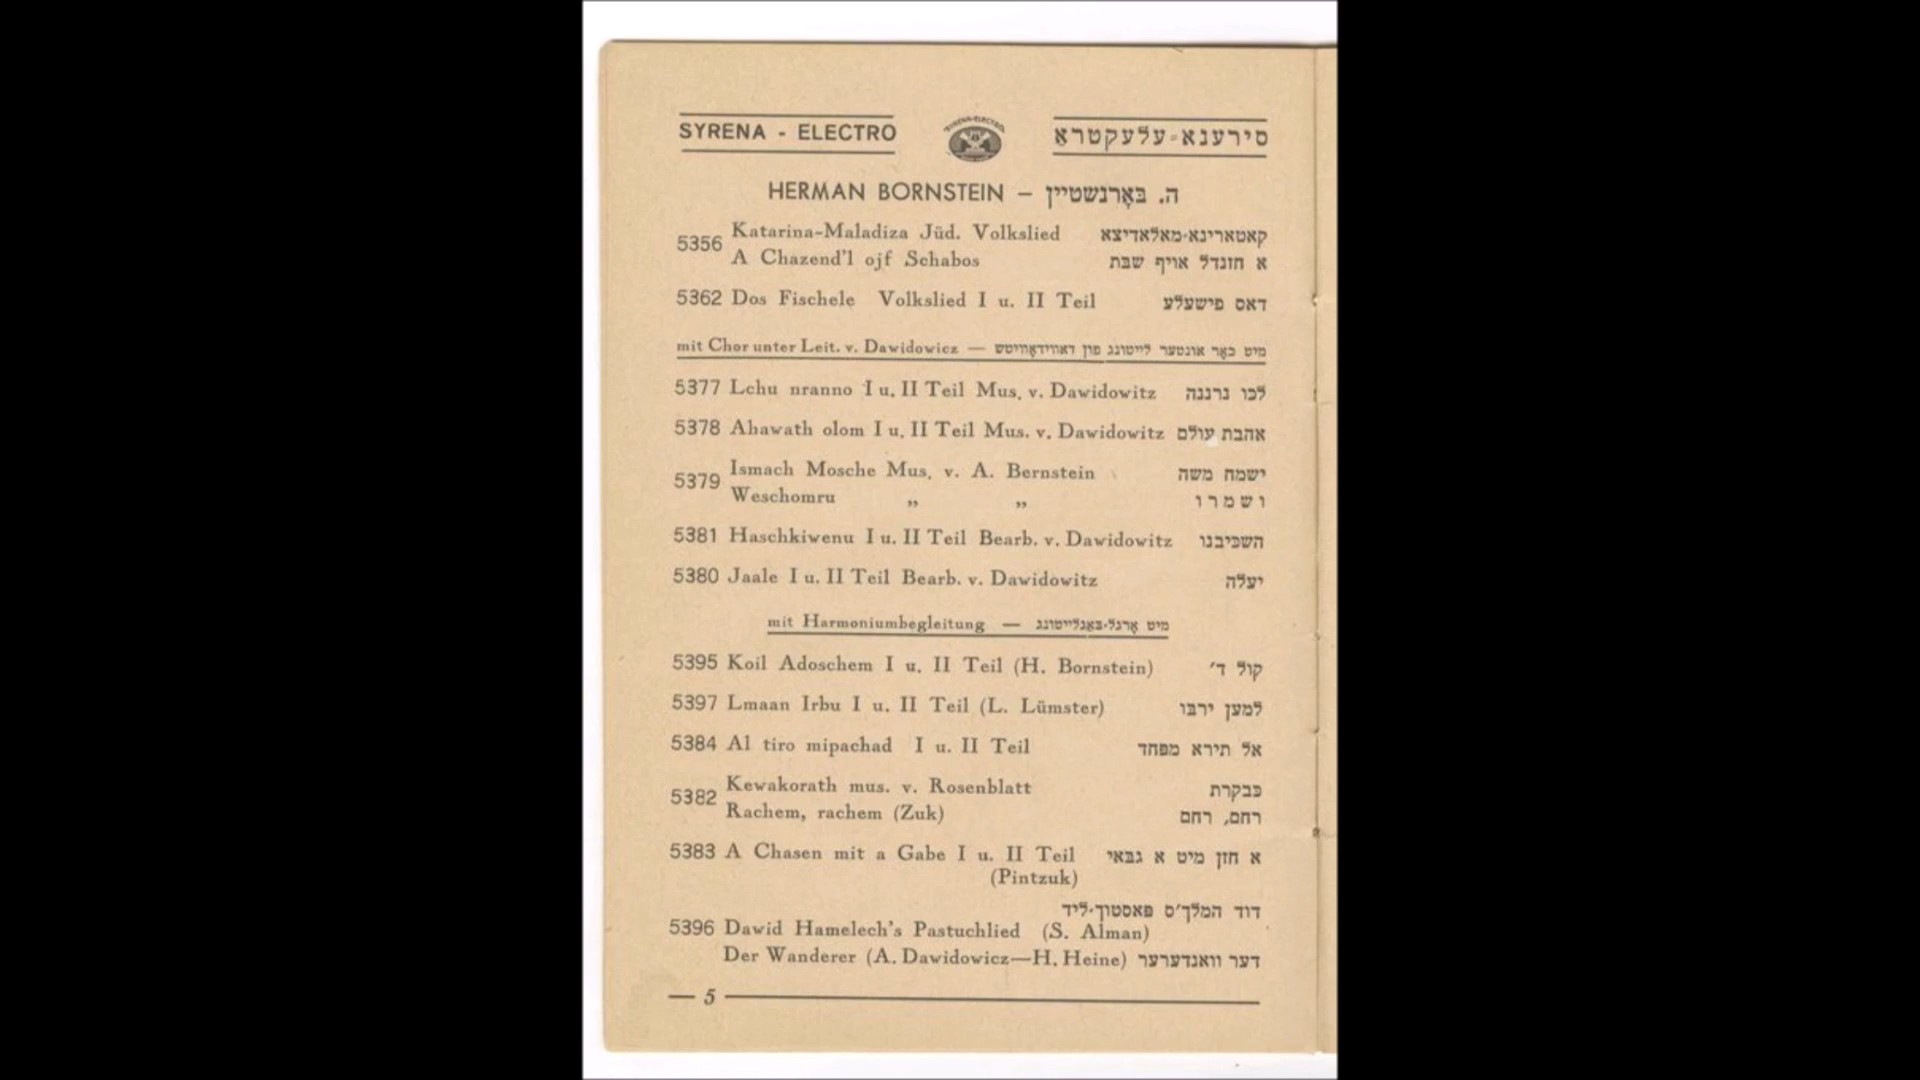 SYRENA - ELECTRO SYRENA-ELECTRO סירענא-עלעקטראָ
HERMAN BORNSTEIN – ה. באָרנשטיין
5356 Katarina-Maladiza Jüd. Volkslied קאטארינא-מאלאדיצא
A Chazend'l ojf Schabos א חזנדל אויף שבת
5362 Dos Fischele Volkslied I u. II Teil דאס פישעלע
mit Chor unter Leit. v. Dawidowicz — מיט כאָר אונטער לייטונג פון דאווידאָוויטש
5377 Lchu nranno I u. II Teil Mus. v. Dawidowitz לכו נרננה
5378 Ahawath olom I u. II Teil Mus. v. Dawidowitz אהבת עולם
5379 Ismach Mosche Mus. v. A. Bernstein ישמח משה
Weschomru „ „ ושמרו
5381 Haschkiwenu I u. II Teil Bearb. v. Dawidowitz השכיבנו
5380 Jaale I u. II Teil Bearb. v. Dawidowitz יעלה
mit Harmoniumbegleitung — מיט אָרגל-באַגלייטונג
5395 Koil Adoschem I u. II Teil (H. Bornstein) קול ד'
5397 Lmaan Irbu I u. II Teil (L. Lümster) למען ירבו
5384 Al tiro mipachad I u. II Teil אל תירא מפחד
5382 Kewakorath mus. v. Rosenblatt כבקרת
Rachem, rachem (Zuk) רחם, רחם
5383 A Chasen mit a Gabe I u. II Teil א חזן מיט א גבאי
(Pintzuk)
דוד המלך'ס פאסטוך-ליד
5396 Dawid Hamelech's Pastuchlied (S. Alman)
Der Wanderer (A. Dawidowicz—H. Heine) דער וואנדערער
— 5